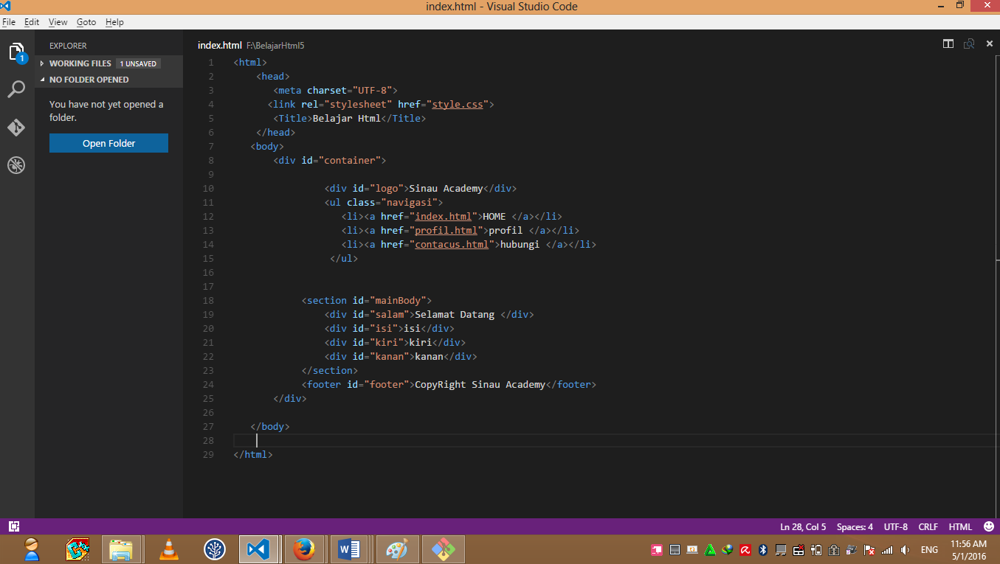 index.html - Visual Studio Code
File Edit View Goto Help
EXPLORER
WORKING FILES 1 UNSAVED
NO FOLDER OPENED
You have not yet opened a
folder.
Open Folder
1
index.html F:\BelajarHtml5
1 <html>
2 <head>
3 <meta charset="UTF-8">
4 <link rel="stylesheet" href="style.css">
5 <Title>Belajar Html</Title>
6 </head>
7 <body>
8 <div id="container">
9
10 <div id="logo">Sinau Academy</div>
11 <ul class="navigasi">
12 <li><a href="index.html">HOME </a></li>
13 <li><a href="profil.html">profil </a></li>
14 <li><a href="contacus.html">hubungi </a></li>
15 </ul>
16
17
18 <section id="mainBody">
19 <div id="salam">Selamat Datang </div>
20 <div id="isi">isi</div>
21 <div id="kiri">kiri</div>
22 <div id="kanan">kanan</div>
23 </section>
24 <footer id="footer">CopyRight Sinau Academy</footer>
25 </div>
26
27 </body>
28
29 </html>
Ln 28, Col 5 Spaces: 4 UTF-8 CRLF HTML
ENG
11:56 AM
5/1/2016